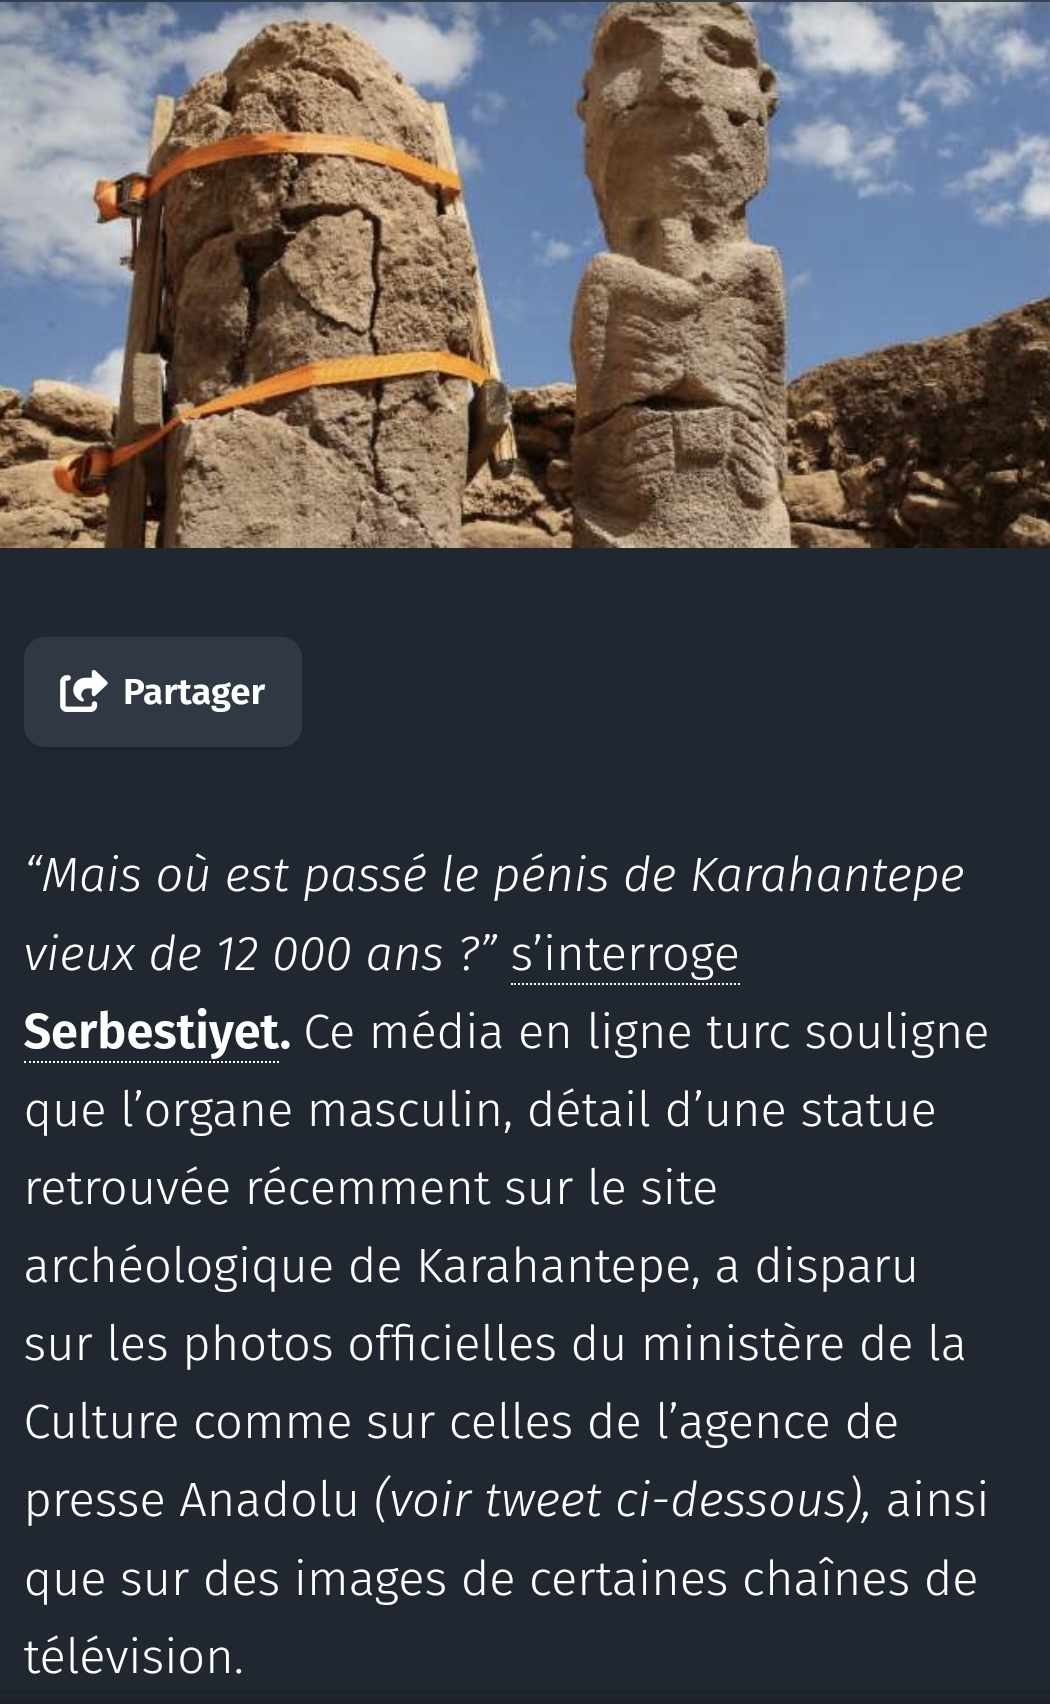 Partager
“Mais où est passé le pénis de Karahantepe
vieux de 12 000 ans ?” s’interroge
Serbestiyet. Ce média en ligne turc souligne
que l’organe masculin, détail d’une statue
retrouvée récemment sur le site
archéologique de Karahantepe, a disparu
sur les photos officielles du ministère de la
Culture comme sur celles de l’agence de
presse Anadolu (voir tweet ci-dessous), ainsi
que sur des images de certaines chaînes de
télévision.